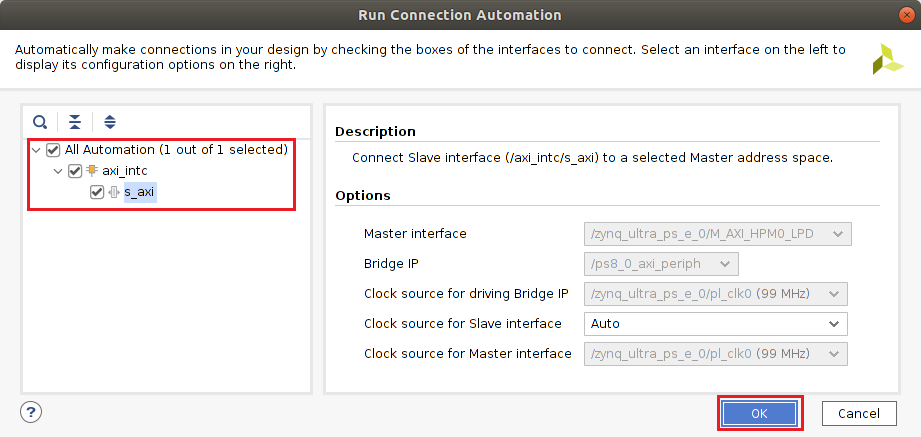 Run Connection Automation
Automatically make connections in your design by checking the boxes of the interfaces to connect. Select an interface on the left to
display its configuration options on the right.
All Automation (1 out of 1 selected)
axi_intc
s_axi
Description
Connect Slave interface (/axi_intc/s_axi) to a selected Master address space.
Options
Master interface /zynq_ultra_ps_e_0/M_AXI_HPM0_LPD
Bridge IP /ps8_0_axi_periph
Clock source for driving Bridge IP /zynq_ultra_ps_e_0/pl_clk0 (99 MHz)
Clock source for Slave interface Auto
Clock source for Master interface /zynq_ultra_ps_e_0/pl_clk0 (99 MHz)
? OK Cancel